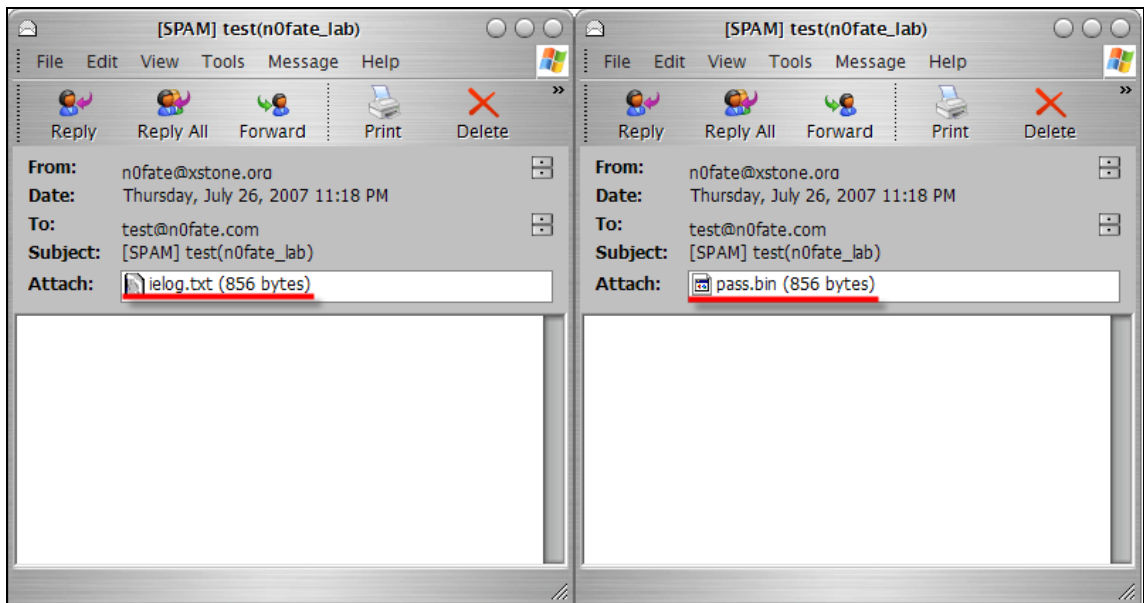 [SPAM] test(n0fate_lab)
File Edit View Tools Message Help
Reply Reply All Forward Print Delete »
From: n0fate@xstone.org
Date: Thursday, July 26, 2007 11:18 PM
To: test@n0fate.com
Subject: [SPAM] test(n0fate_lab)
Attach: ielog.txt (856 bytes)
[SPAM] test(n0fate_lab)
File Edit View Tools Message Help
Reply Reply All Forward Print Delete »
From: n0fate@xstone.org
Date: Thursday, July 26, 2007 11:18 PM
To: test@n0fate.com
Subject: [SPAM] test(n0fate_lab)
Attach: pass.bin (856 bytes)